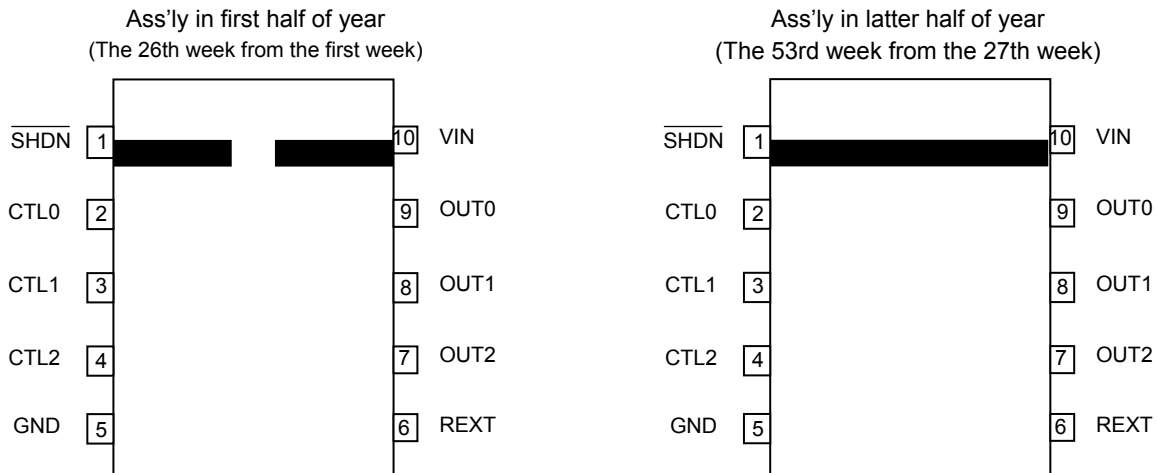 Ass'ly in first half of year
(The 26th week from the first week)
SHDN 1 10 VIN
CTL0 2 9 OUT0
CTL1 3 8 OUT1
CTL2 4 7 OUT2
GND 5 6 REXT
Ass'ly in latter half of year
(The 53rd week from the 27th week)
SHDN 1 10 VIN
CTL0 2 9 OUT0
CTL1 3 8 OUT1
CTL2 4 7 OUT2
GND 5 6 REXT